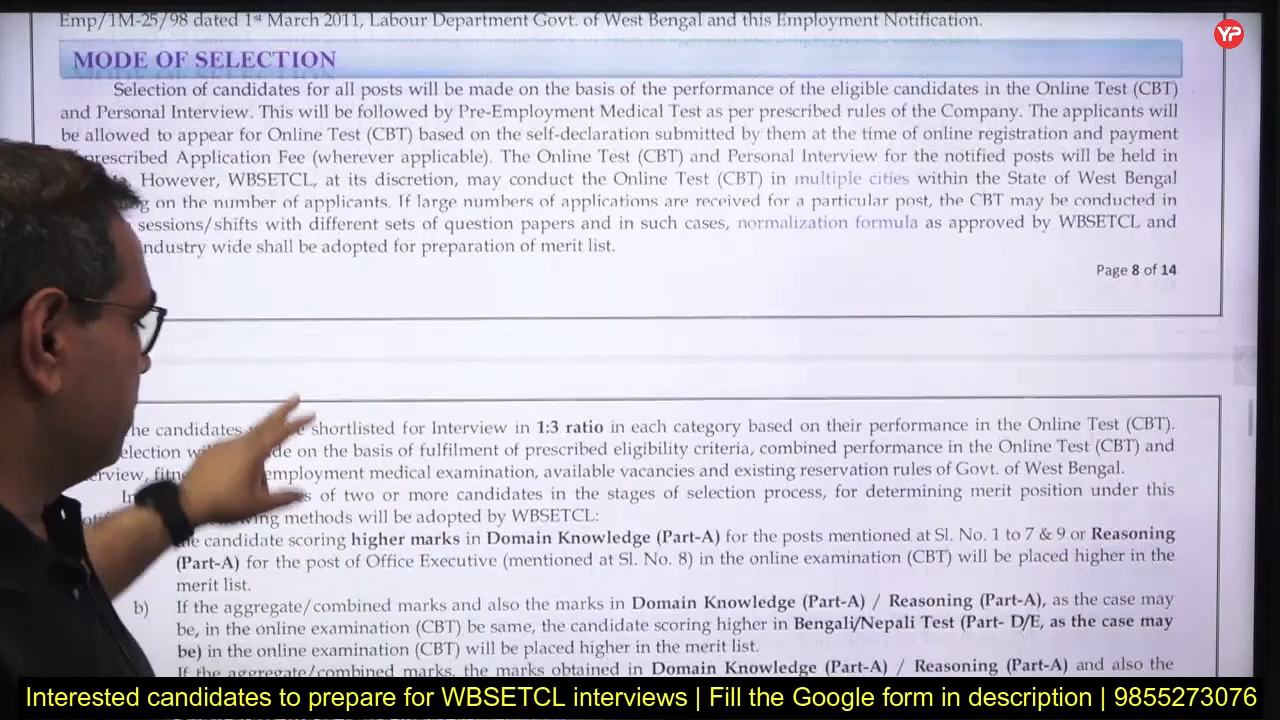 Emp/1M-25/98 dated 1st March 2011, Labour Department Govt. of West Bengal and this Employment Notification.
YP
MODE OF SELECTION
Selection of candidates for all posts will be made on the basis of the performance of the eligible candidates in the Online Test (CBT)
and Personal Interview. This will be followed by Pre-Employment Medical Test as per prescribed rules of the Company. The applicants will
be allowed to appear for Online Test (CBT) based on the self-declaration submitted by them at the time of online registration and payment
prescribed Application Fee (wherever applicable). The Online Test (CBT) and Personal Interview for the notified posts will be held in
However, WBSETCL, at its discretion, may conduct the Online Test (CBT) in multiple cities within the State of West Bengal
on the number of applicants. If large numbers of applications are received for a particular post, the CBT may be conducted in
sessions/shifts with different sets of question papers and in such cases, normalization formula as approved by WBSETCL and
industry wide shall be adopted for preparation of merit list.
Page 8 of 14
he candidates shortlisted for Interview in 1:3 ratio in each category based on their performance in the Online Test (CBT).
election on the basis of fulfilment of prescribed eligibility criteria, combined performance in the Online Test (CBT) and
employment medical examination, available vacancies and existing reservation rules of Govt. of West Bengal.
of two or more candidates in the stages of selection process, for determining merit position under this
methods will be adopted by WBSETCL:
candidate scoring higher marks in Domain Knowledge (Part-A) for the posts mentioned at Sl. No. 1 to 7 & 9 or Reasoning
(Part-A) for the post of Office Executive (mentioned at Sl. No. 8) in the online examination (CBT) will be placed higher in the
merit list.
b) If the aggregate/combined marks and also the marks in Domain Knowledge (Part-A) / Reasoning (Part-A), as the case may
be, in the online examination (CBT) be same, the candidate scoring higher in Bengali/Nepali Test (Part- D/E, as the case may
be) in the online examination (CBT) will be placed higher in the merit list.
If the aggregate/combined marks, the marks obtained in Domain Knowledge (Part-A) / Reasoning (Part-A) and also the
Interested candidates to prepare for WBSETCL interviews | Fill the Google form in description | 9855273076